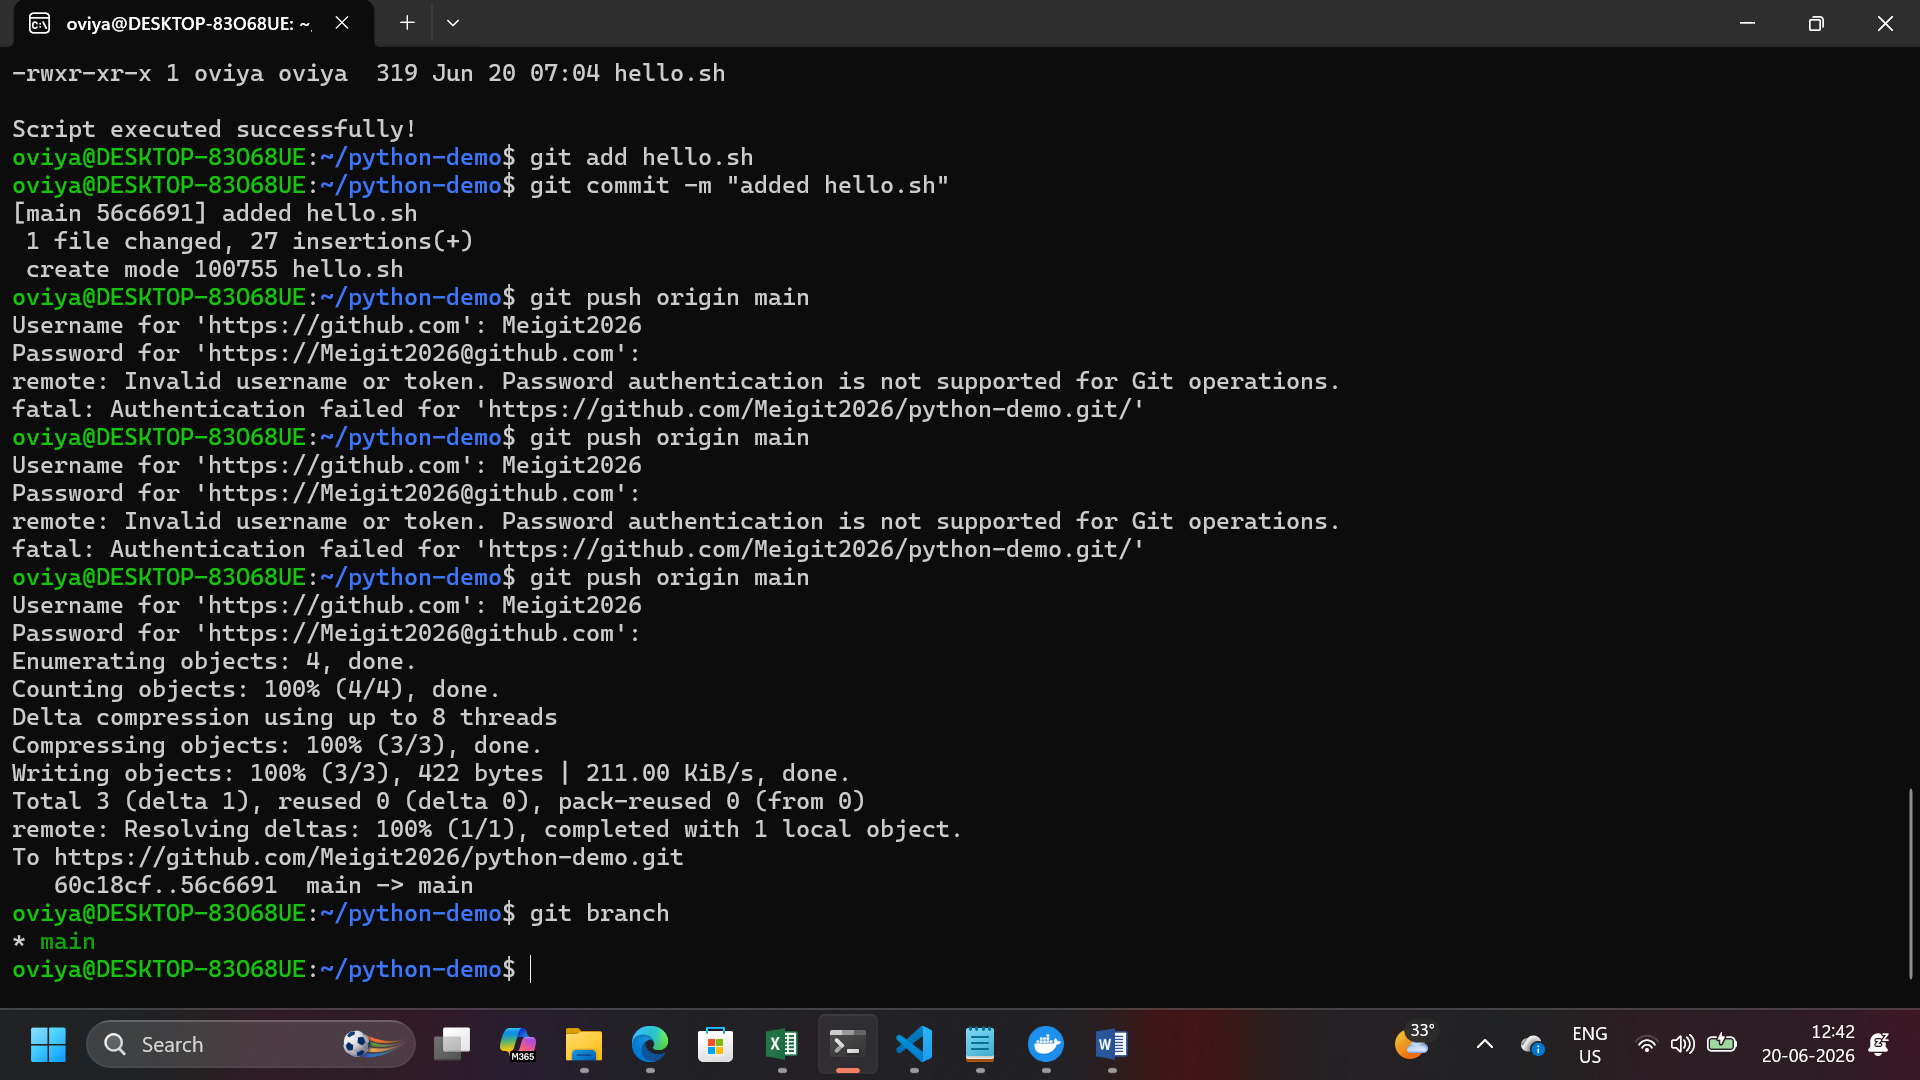 oviya@DESKTOP-83O68UE: ~,
-rwxr-xr-x 1 oviya oviya  319 Jun 20 07:04 hello.sh
Script executed successfully!
oviya@DESKTOP-83O68UE:~/python-demo$ git add hello.sh
oviya@DESKTOP-83O68UE:~/python-demo$ git commit -m "added hello.sh"
[main 56c6691] added hello.sh
 1 file changed, 27 insertions(+)
 create mode 100755 hello.sh
oviya@DESKTOP-83O68UE:~/python-demo$ git push origin main
Username for 'https://github.com': Meigit2026
Password for 'https://Meigit2026@github.com':
remote: Invalid username or token. Password authentication is not supported for Git operations.
fatal: Authentication failed for 'https://github.com/Meigit2026/python-demo.git/'
oviya@DESKTOP-83O68UE:~/python-demo$ git push origin main
Username for 'https://github.com': Meigit2026
Password for 'https://Meigit2026@github.com':
remote: Invalid username or token. Password authentication is not supported for Git operations.
fatal: Authentication failed for 'https://github.com/Meigit2026/python-demo.git/'
oviya@DESKTOP-83O68UE:~/python-demo$ git push origin main
Username for 'https://github.com': Meigit2026
Password for 'https://Meigit2026@github.com':
Enumerating objects: 4, done.
Counting objects: 100% (4/4), done.
Delta compression using up to 8 threads
Compressing objects: 100% (3/3), done.
Writing objects: 100% (3/3), 422 bytes | 211.00 KiB/s, done.
Total 3 (delta 1), reused 0 (delta 0), pack-reused 0 (from 0)
remote: Resolving deltas: 100% (1/1), completed with 1 local object.
To https://github.com/Meigit2026/python-demo.git
   60c18cf..56c6691  main -> main
oviya@DESKTOP-83O68UE:~/python-demo$ git branch
* main
oviya@DESKTOP-83O68UE:~/python-demo$
Search
M365
33°
ENG
US
12:42
20-06-2026